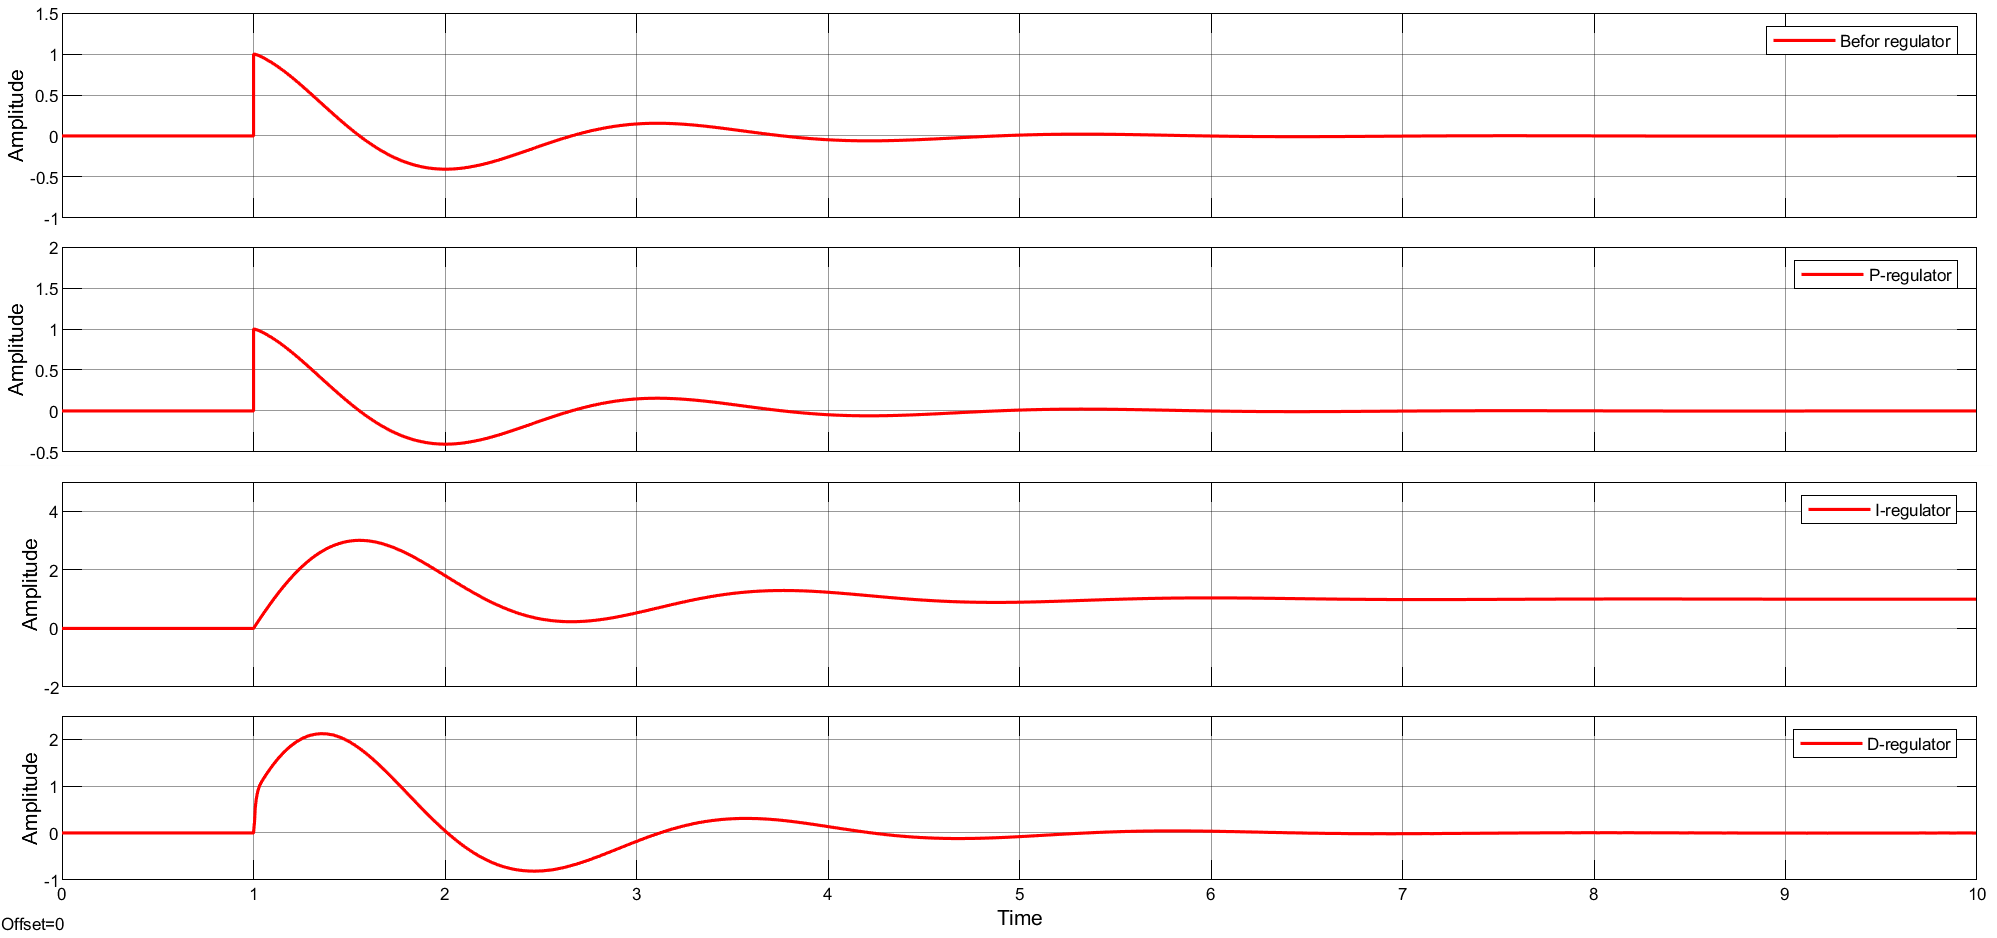 1.5
1
0.5
0
-0.5
-1
Amplitude
Befor regulator
2
1.5
1
0.5
0
-0.5
Amplitude
P-regulator
4
2
0
-2
Amplitude
I-regulator
2
1
0
-1
Amplitude
D-regulator
0 1 2 3 4 5 6 7 8 9 10
Time
Offset=0